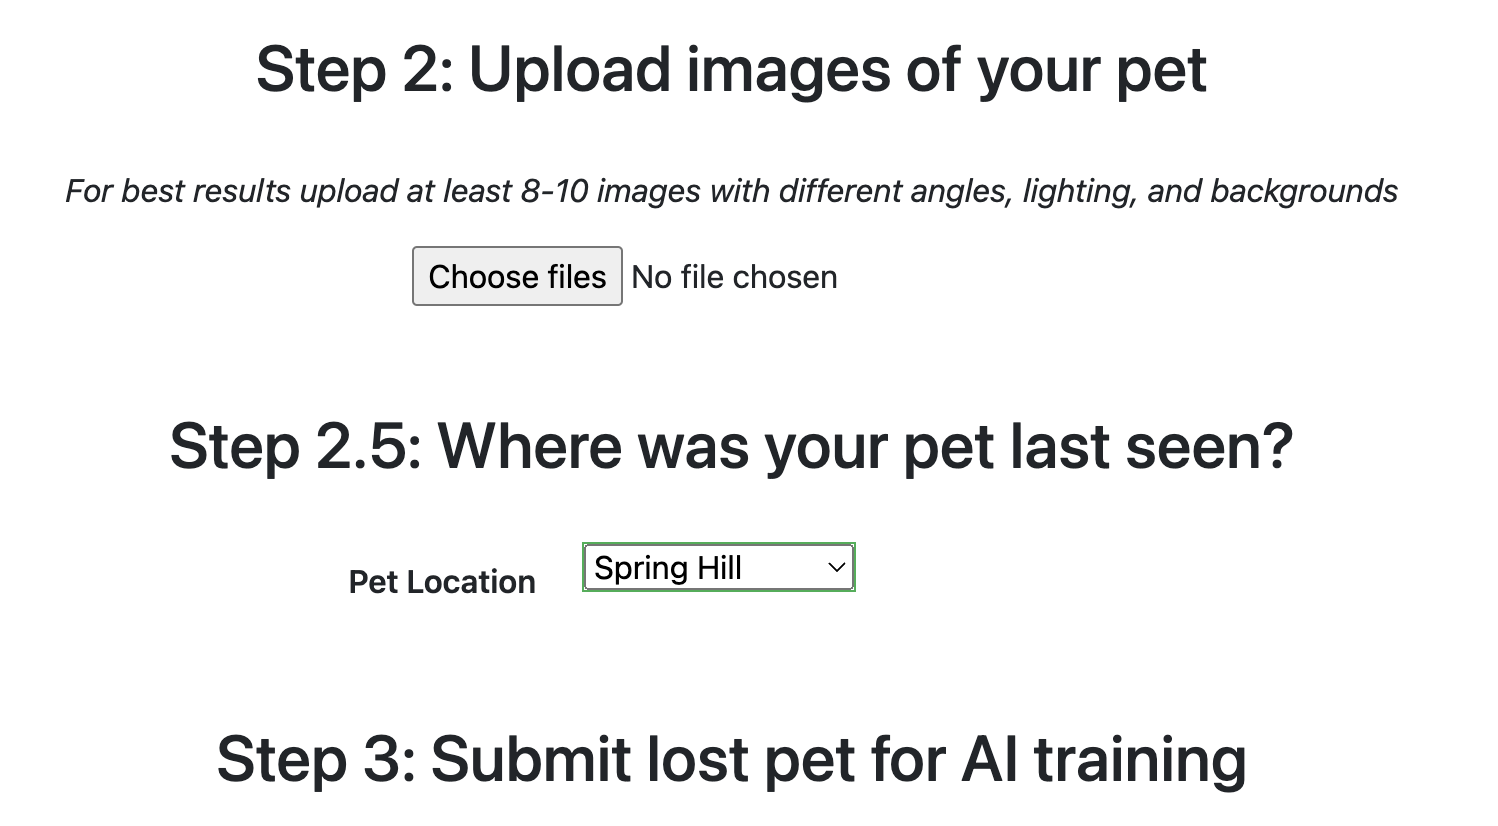 Step 2: Upload images of your pet
For best results upload at least 8-10 images with different angles, lighting, and backgrounds
Choose files No file chosen
Step 2.5: Where was your pet last seen?
Pet Location Spring Hill
Step 3: Submit lost pet for AI training